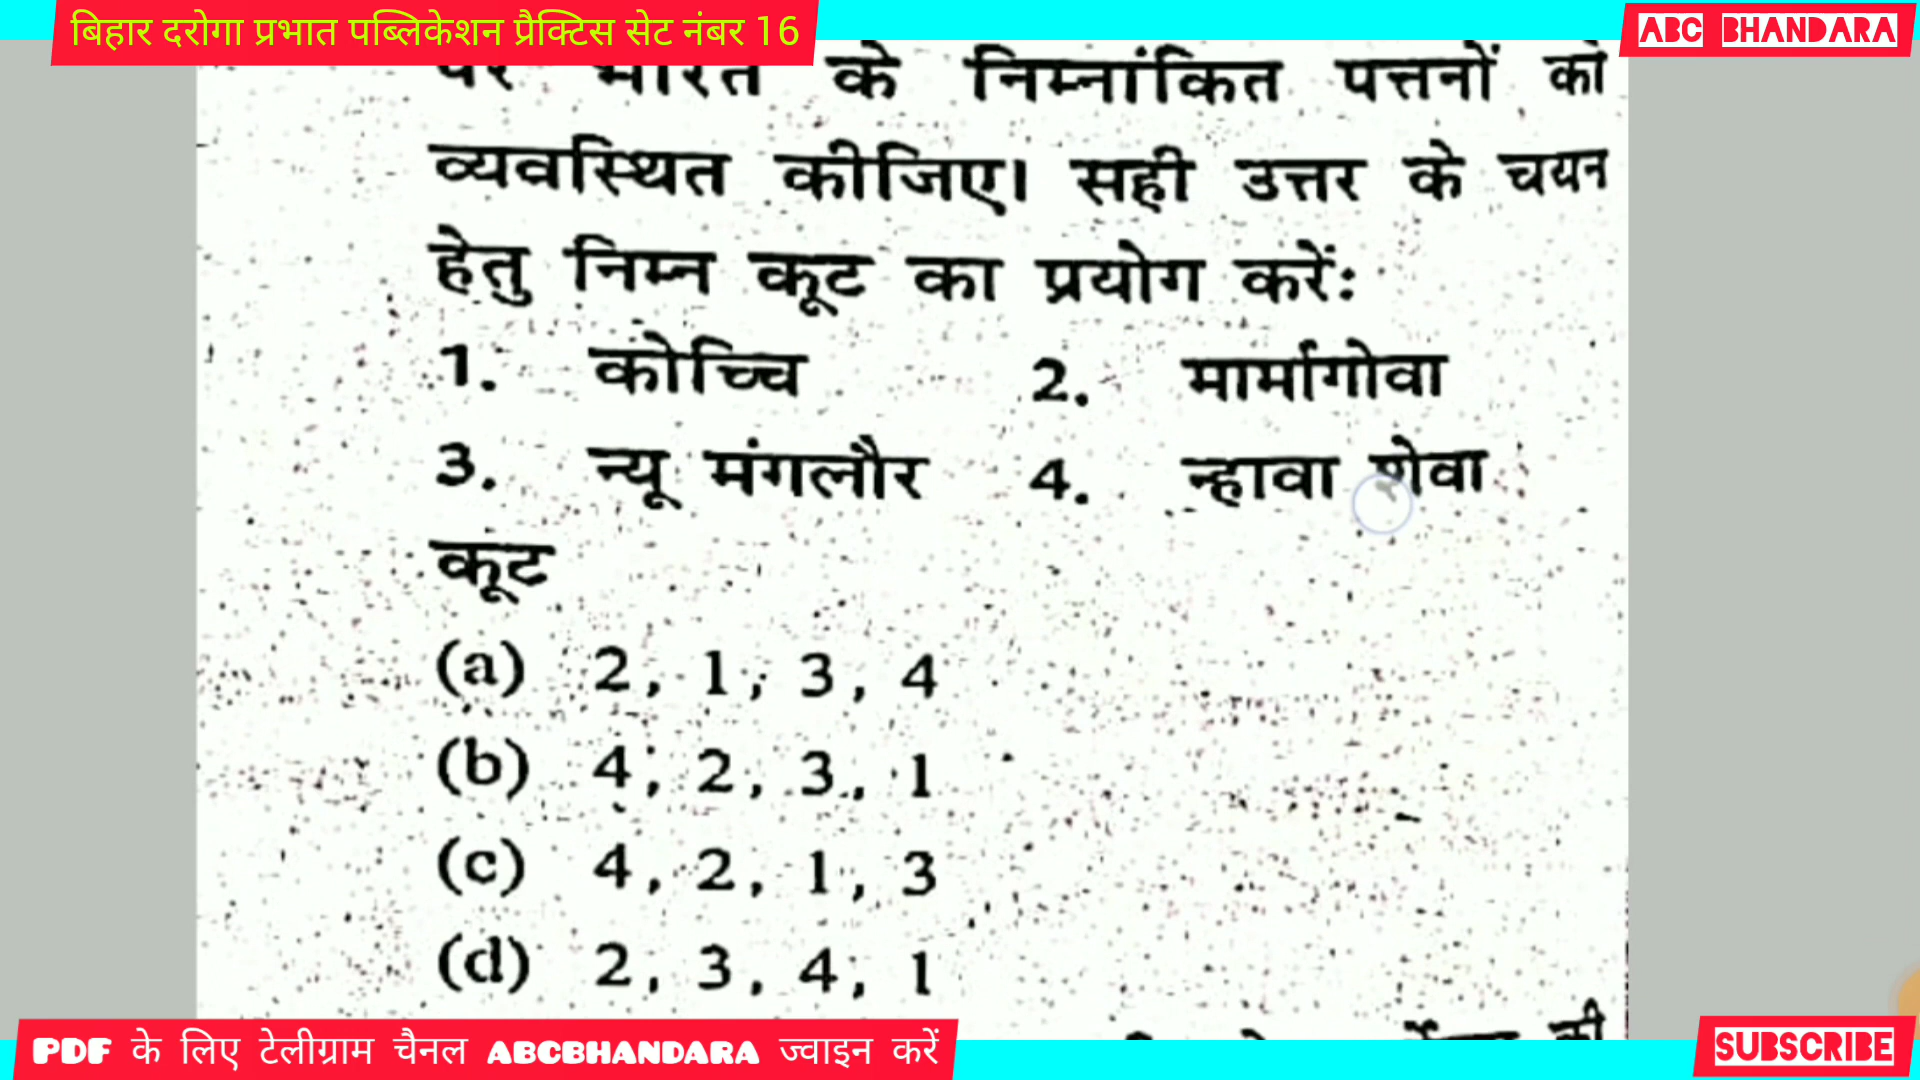 बिहार दरोगा प्रभात पब्लिकेशन प्रैक्टिस सेट नंबर 16
ABC BHANDARA
पर भारत के निम्नांकित पत्तनों को
व्यवस्थित कीजिए। सही उत्तर के चयन
हेतु निम्न कूट का प्रयोग करें:
1. कोच्चि 2. मार्मागोवा
3. न्यू मंगलौर 4. न्हावा शेवा
कूट
(a) 2, 1, 3, 4
(b) 4, 2, 3, 1
(c) 4, 2, 1, 3
(d) 2, 3, 4, 1
PDF के लिए टेलीग्राम चैनल ABCBHANDARA ज्वाइन करें
SUBSCRIBE